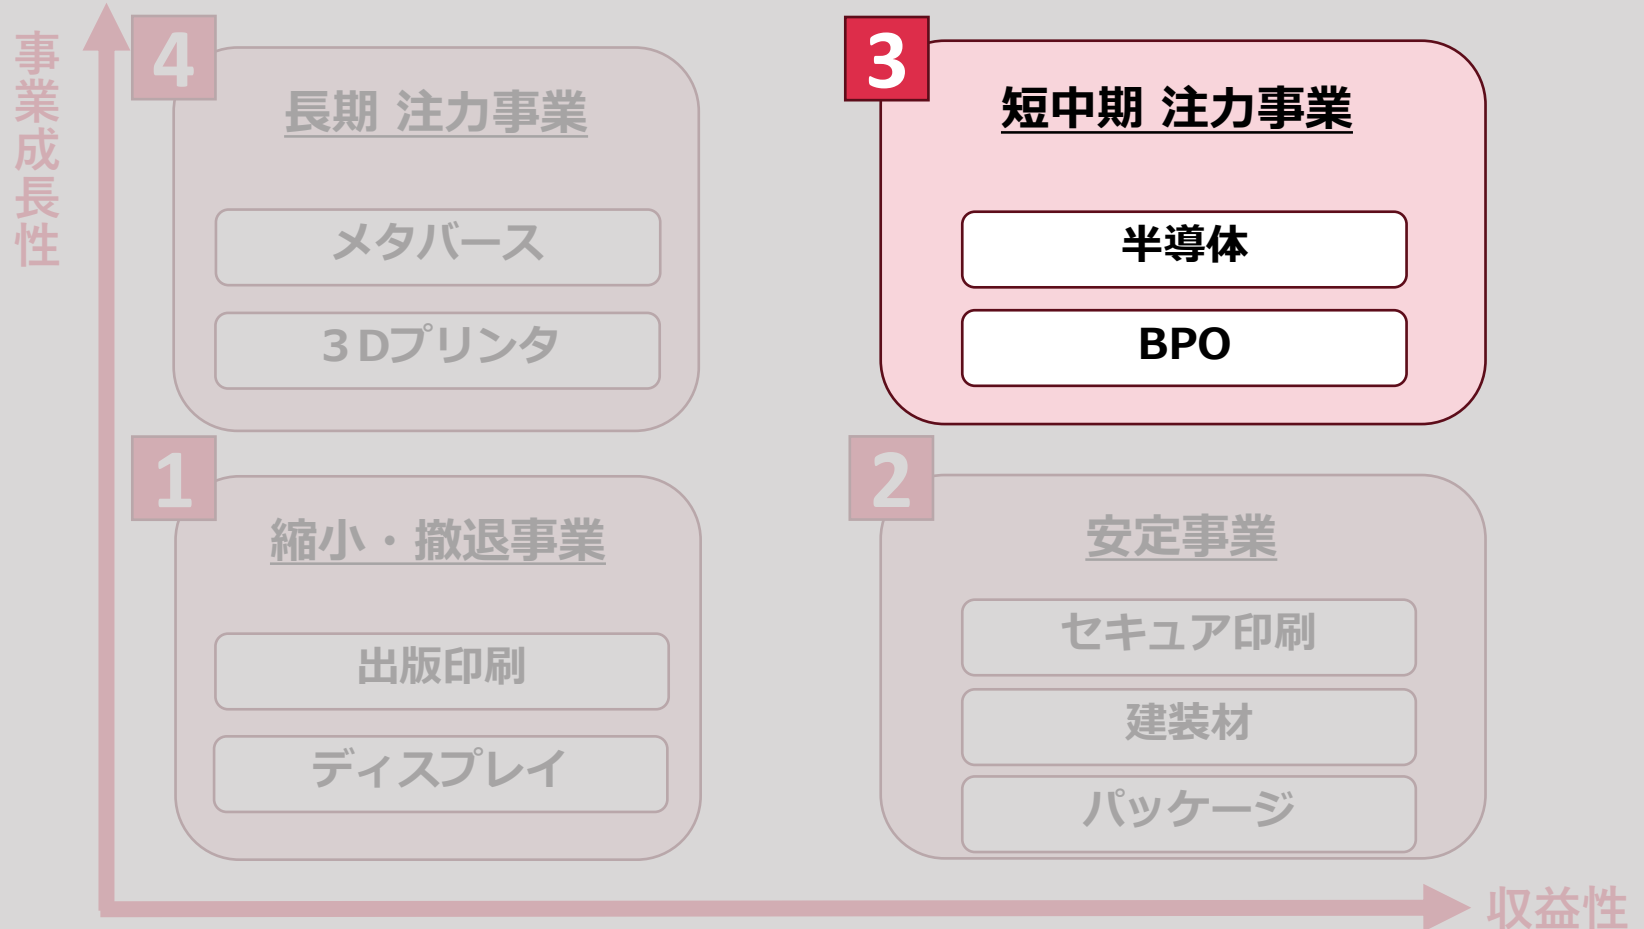 事業成長性
4
長期 注力事業
メタバース
３Dプリンタ
3
短中期 注力事業
半導体
BPO
1
縮小・撤退事業
出版印刷
ディスプレイ
2
安定事業
セキュア印刷
建装材
パッケージ
収益性